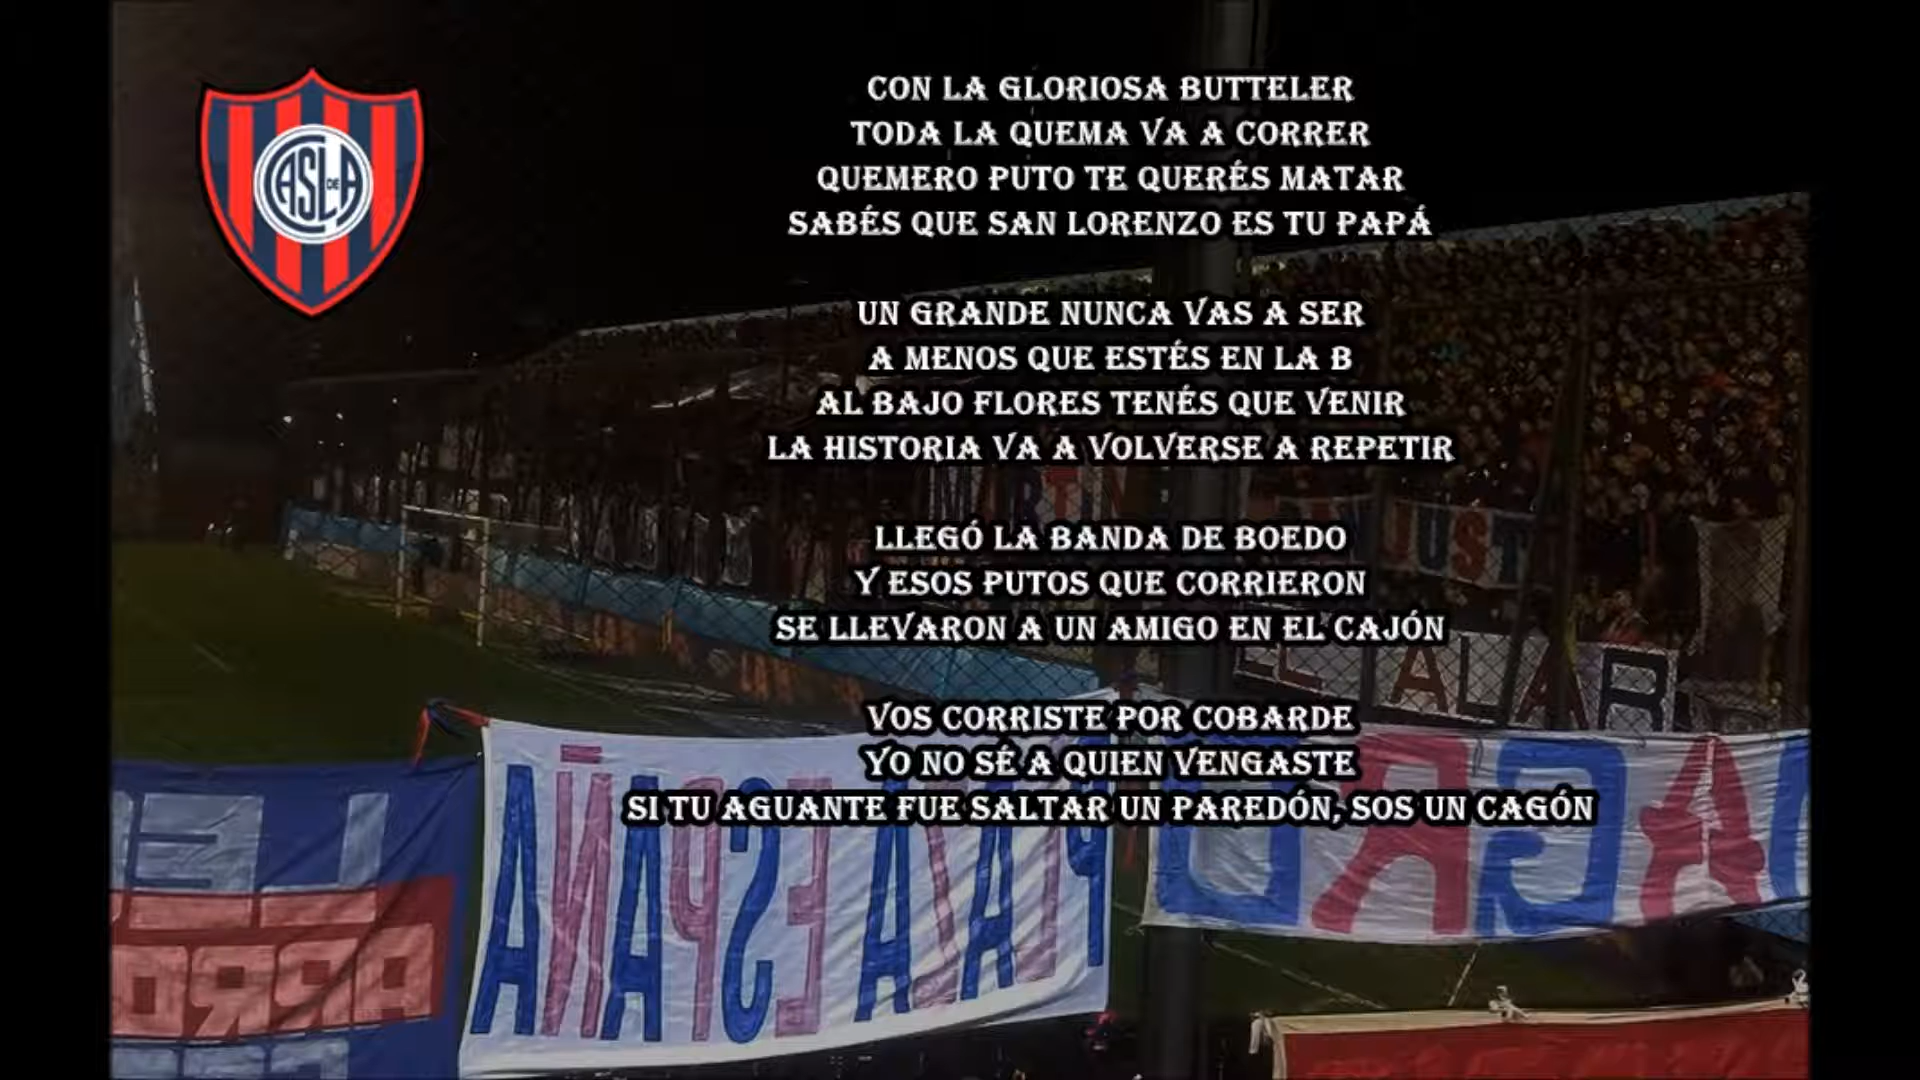 CASLA DE
CON LA GLORIOSA BUTTELER
TODA LA QUEMA VA A CORRER
QUEMERO PUTO TE QUERÉS MATAR
SABÉS QUE SAN LORENZO ES TU PAPÁ
UN GRANDE NUNCA VAS A SER
A MENOS QUE ESTÉS EN LA B
AL BAJO FLORES TENÉS QUE VENIR
LA HISTORIA VA A VOLVERSE A REPETIR
LLEGÓ LA BANDA DE BOEDO
Y ESOS PUTOS QUE CORRIERON
SE LLEVARON A UN AMIGO EN EL CAJÓN
VOS CORRISTE POR COBARDE
YO NO SÉ A QUIEN VENGASTE
SI TU AGUANTE FUE SALTAR UN PAREDÓN, SOS UN CAGÓN
PLAZA ESPAÑA